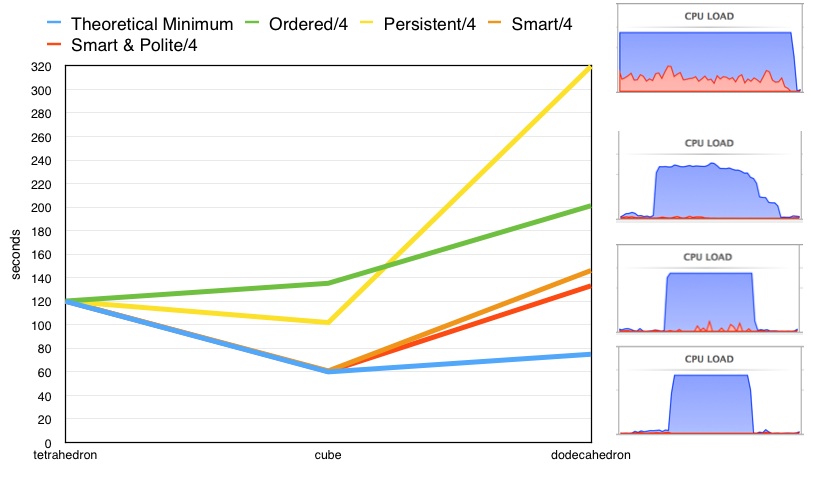 Theoretical Minimum Ordered/4 Persistent/4 Smart/4
Smart & Polite/4
320
300
280
260
240
220
200
180
160
140
120
100
80
60
40
20
0
seconds
tetrahedron cube dodecahedron
CPU LOAD
CPU LOAD
CPU LOAD
CPU LOAD